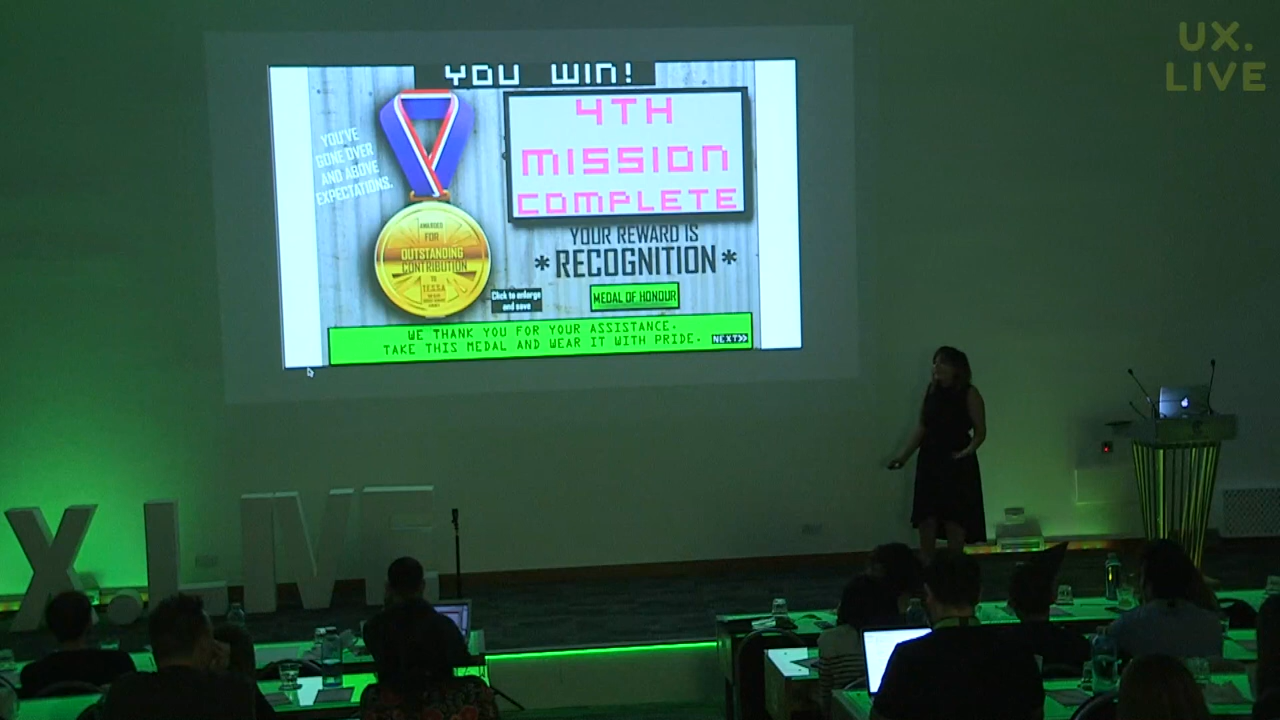 UX.
LIVE
YOU WIN!
YOU'VE
GONE OVER
AND ABOVE
EXPECTATIONS.
4TH
MISSION
COMPLETE
AWARDED
FOR
OUTSTANDING
CONTRIBUTION
TO
TESSA
YOUR REWARD IS
*RECOGNITION*
Click to enlarge
and save
MEDAL OF HONOUR
WE THANK YOU FOR YOUR ASSISTANCE.
TAKE THIS MEDAL AND WEAR IT WITH PRIDE.
NEXT>>
X.LIVE